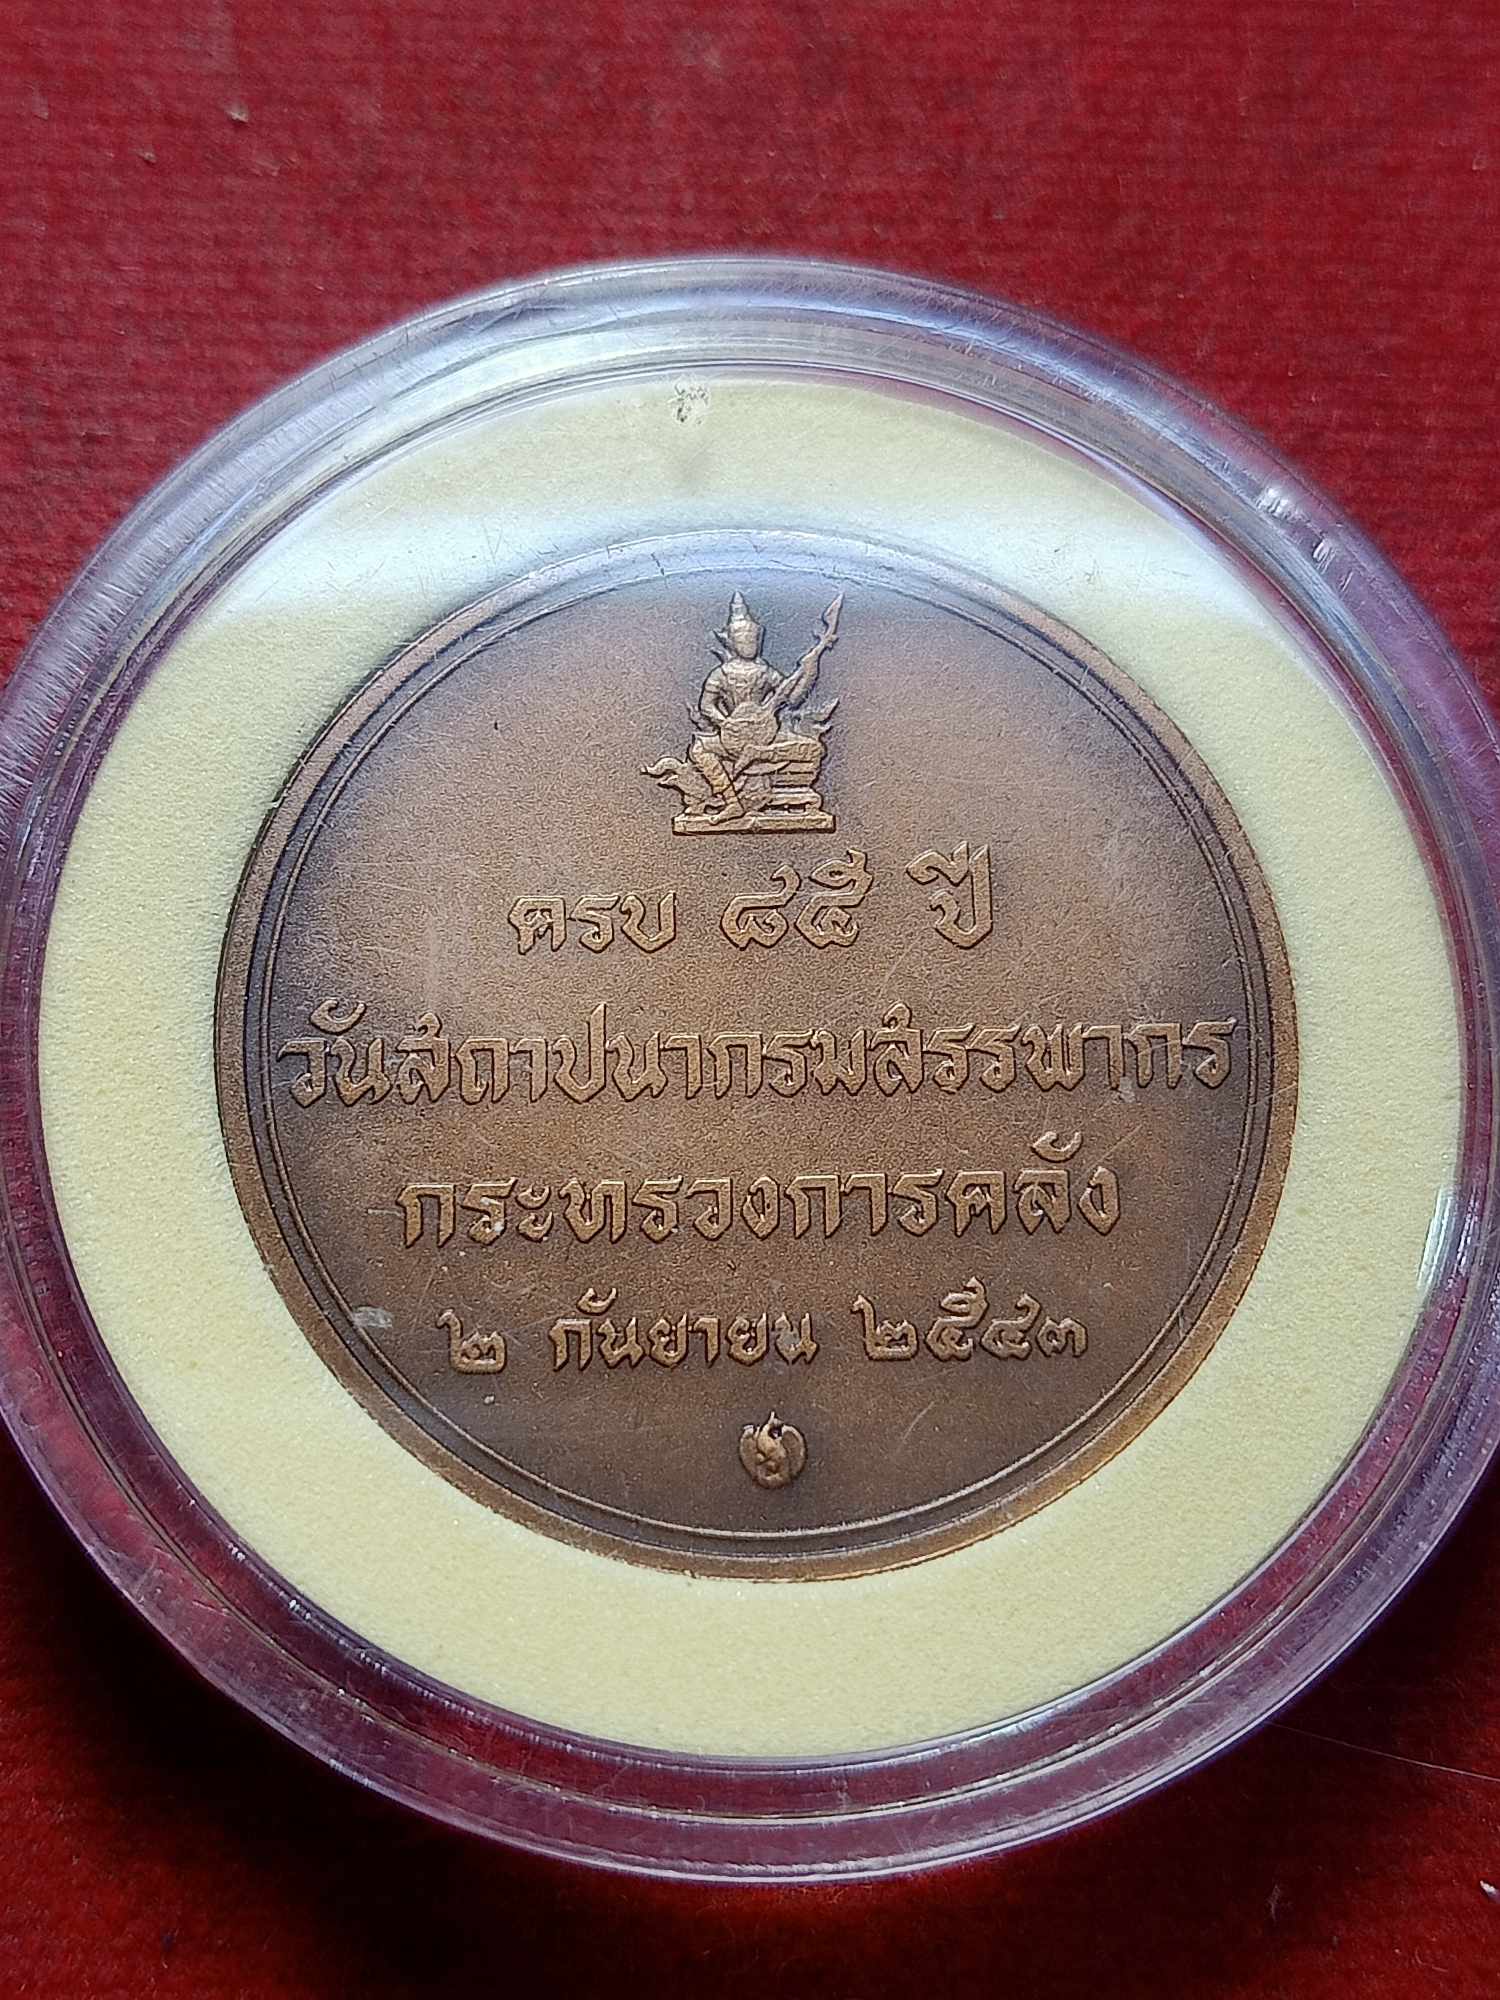 ครบ ๘๕ ปี
วันสถาปนากรมสรรพากร
กระทรวงการคลัง
๒ กันยายน ๒๕๔๓